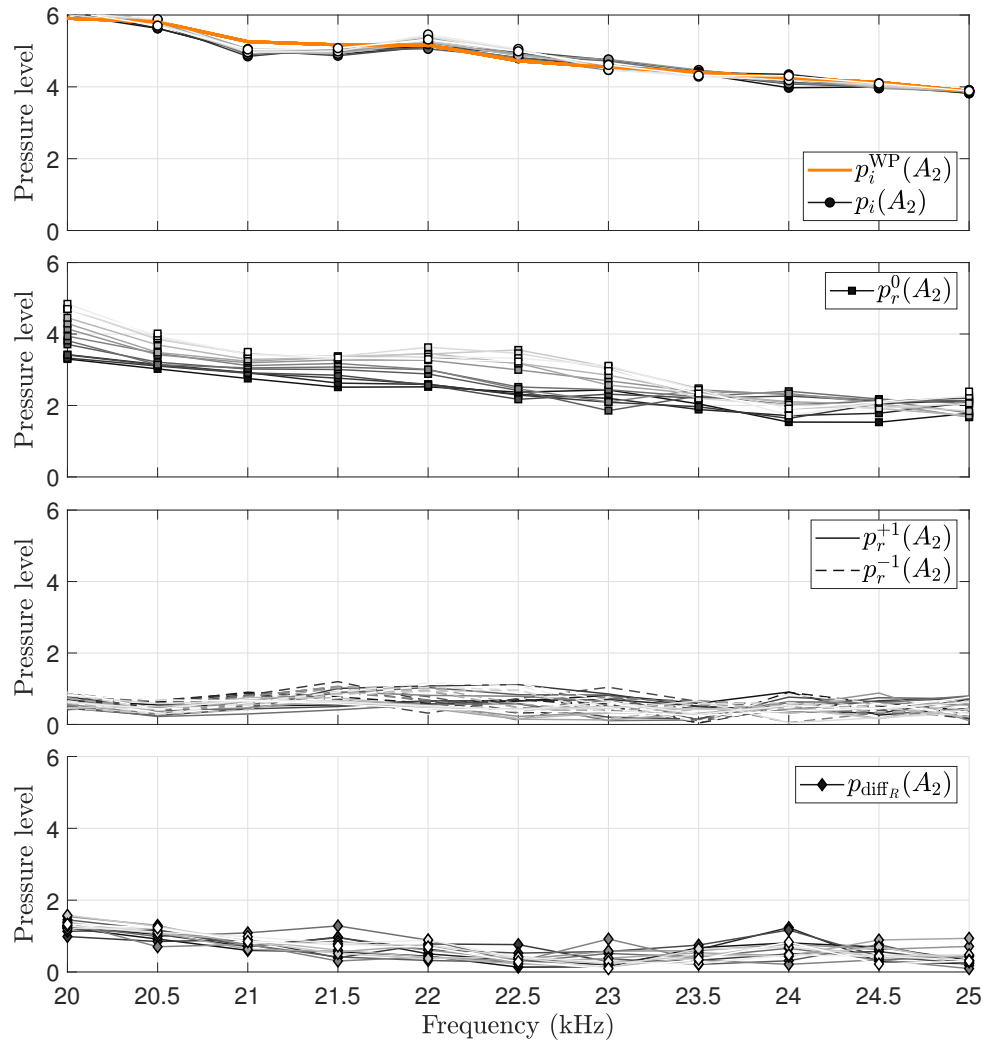 6
4
2
0
Pressure level
p_i^WP(A_2)
p_i(A_2)
6
4
2
0
Pressure level
p_r^0(A_2)
6
4
2
0
Pressure level
p_r^{+1}(A_2)
p_r^{-1}(A_2)
6
4
2
0
Pressure level
p_{diff_R}(A_2)
20 20.5 21 21.5 22 22.5 23 23.5 24 24.5 25
Frequency (kHz)